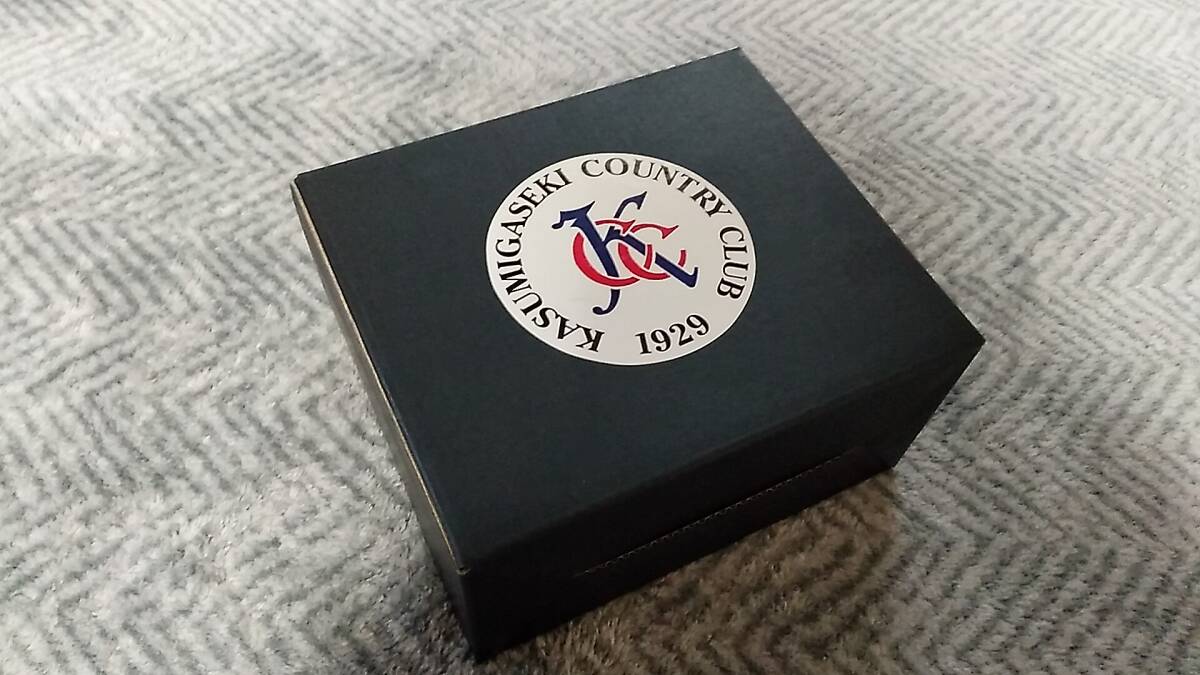 KASUMIGASEKI COUNTRY CLUB
1929
KCC